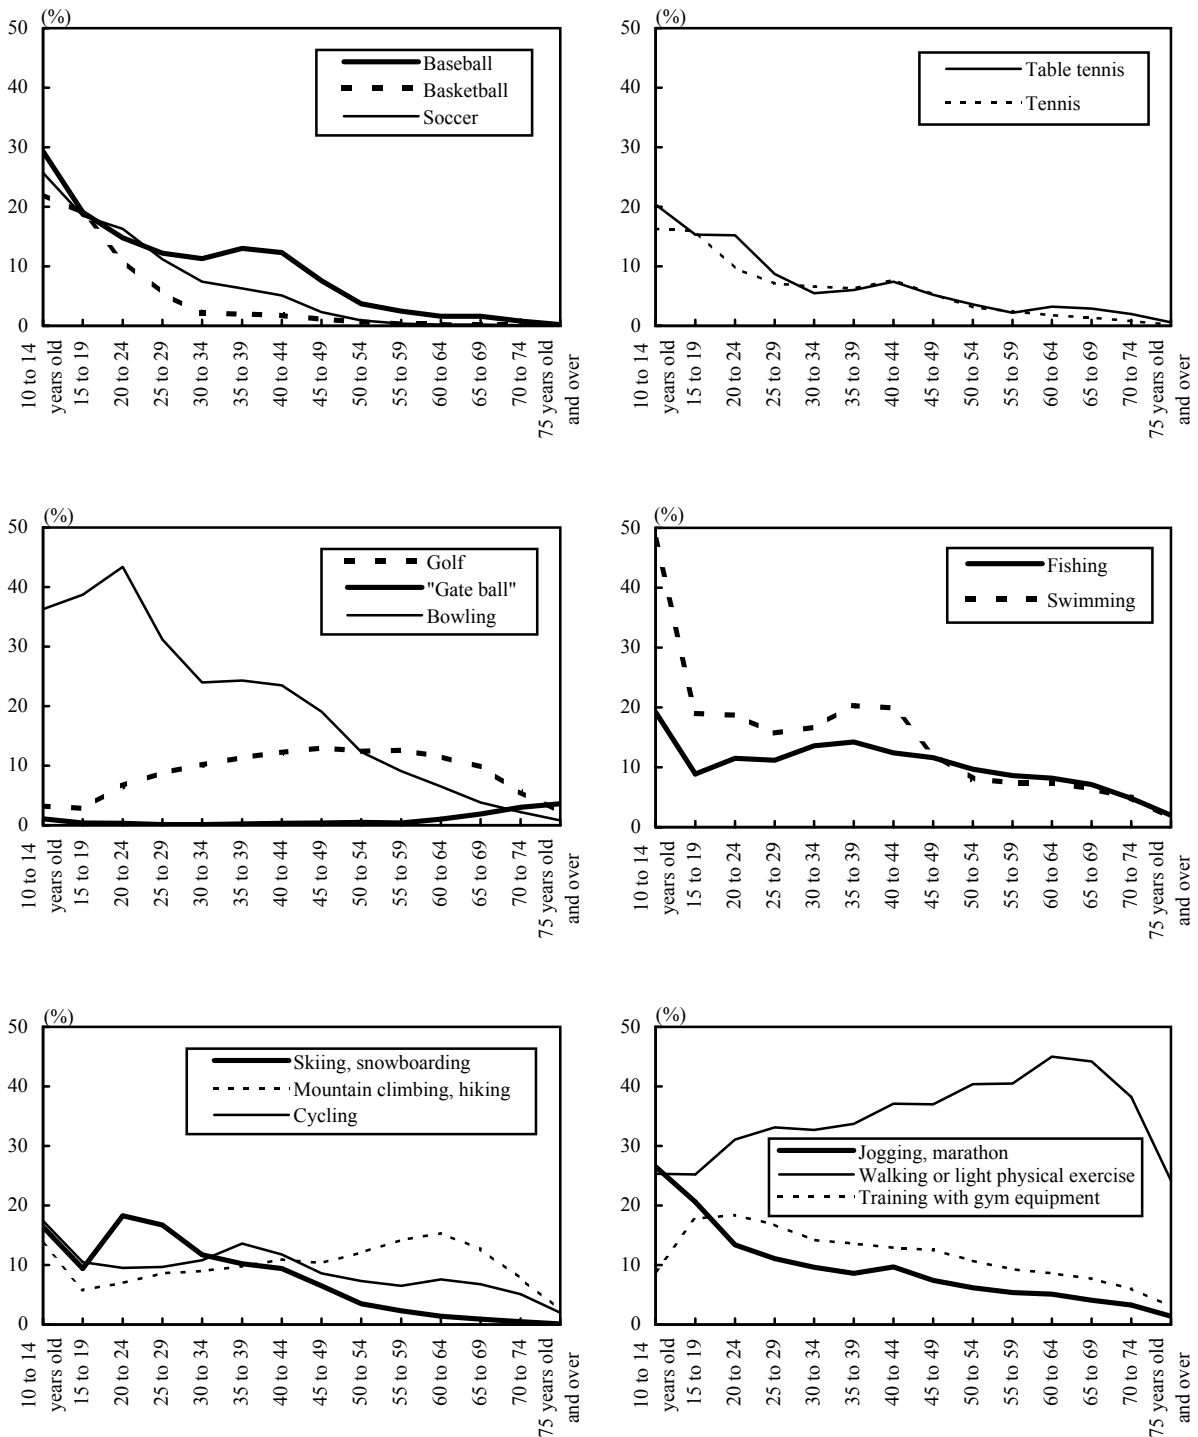 (%)
50
40
30
20
10
0
Baseball
Basketball
Soccer
10 to 14
years old
15 to 19
20 to 24
25 to 29
30 to 34
35 to 39
40 to 44
45 to 49
50 to 54
55 to 59
60 to 64
65 to 69
70 to 74
75 years old
and over
(%)
50
40
30
20
10
0
Table tennis
Tennis
10 to 14
years old
15 to 19
20 to 24
25 to 29
30 to 34
35 to 39
40 to 44
45 to 49
50 to 54
55 to 59
60 to 64
65 to 69
70 to 74
75 years old
and over
(%)
50
40
30
20
10
0
Golf
"Gate ball"
Bowling
10 to 14
years old
15 to 19
20 to 24
25 to 29
30 to 34
35 to 39
40 to 44
45 to 49
50 to 54
55 to 59
60 to 64
65 to 69
70 to 74
75 years old
and over
(%)
50
40
30
20
10
0
Fishing
Swimming
10 to 14
years old
15 to 19
20 to 24
25 to 29
30 to 34
35 to 39
40 to 44
45 to 49
50 to 54
55 to 59
60 to 64
65 to 69
70 to 74
75 years old
and over
(%)
50
40
30
20
10
0
Skiing, snowboarding
Mountain climbing, hiking
Cycling
10 to 14
years old
15 to 19
20 to 24
25 to 29
30 to 34
35 to 39
40 to 44
45 to 49
50 to 54
55 to 59
60 to 64
65 to 69
70 to 74
75 years old
and over
(%)
50
40
30
20
10
0
Jogging, marathon
Walking or light physical exercise
Training with gym equipment
10 to 14
years old
15 to 19
20 to 24
25 to 29
30 to 34
35 to 39
40 to 44
45 to 49
50 to 54
55 to 59
60 to 64
65 to 69
70 to 74
75 years old
and over